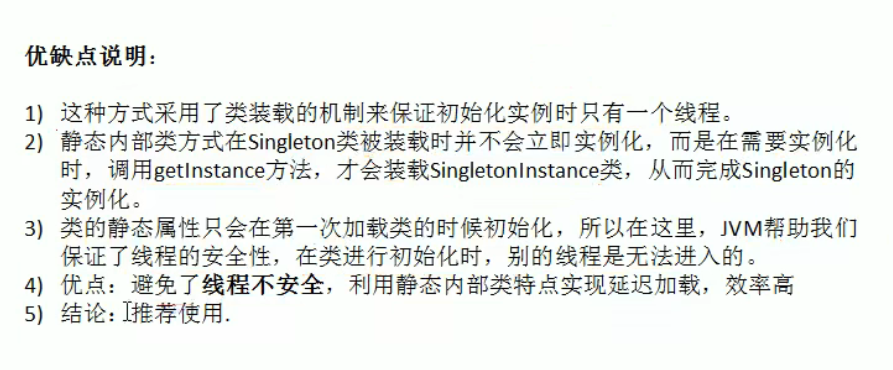 优缺点说明：
1) 这种方式采用了类装载的机制来保证初始化实例时只有一个线程。
2) 静态内部类方式在Singleton类被装载时并不会立即实例化，而是在需要实例化
时，调用getInstance方法，才会装载SingletonInstance类，从而完成Singleton的
实例化。
3) 类的静态属性只会在第一次加载类的时候初始化，所以在这里，JVM帮助我们
保证了线程的安全性，在类进行初始化时，别的线程是无法进入的。
4) 优点：避免了线程不安全，利用静态内部类特点实现延迟加载，效率高
5) 结论：推荐使用.